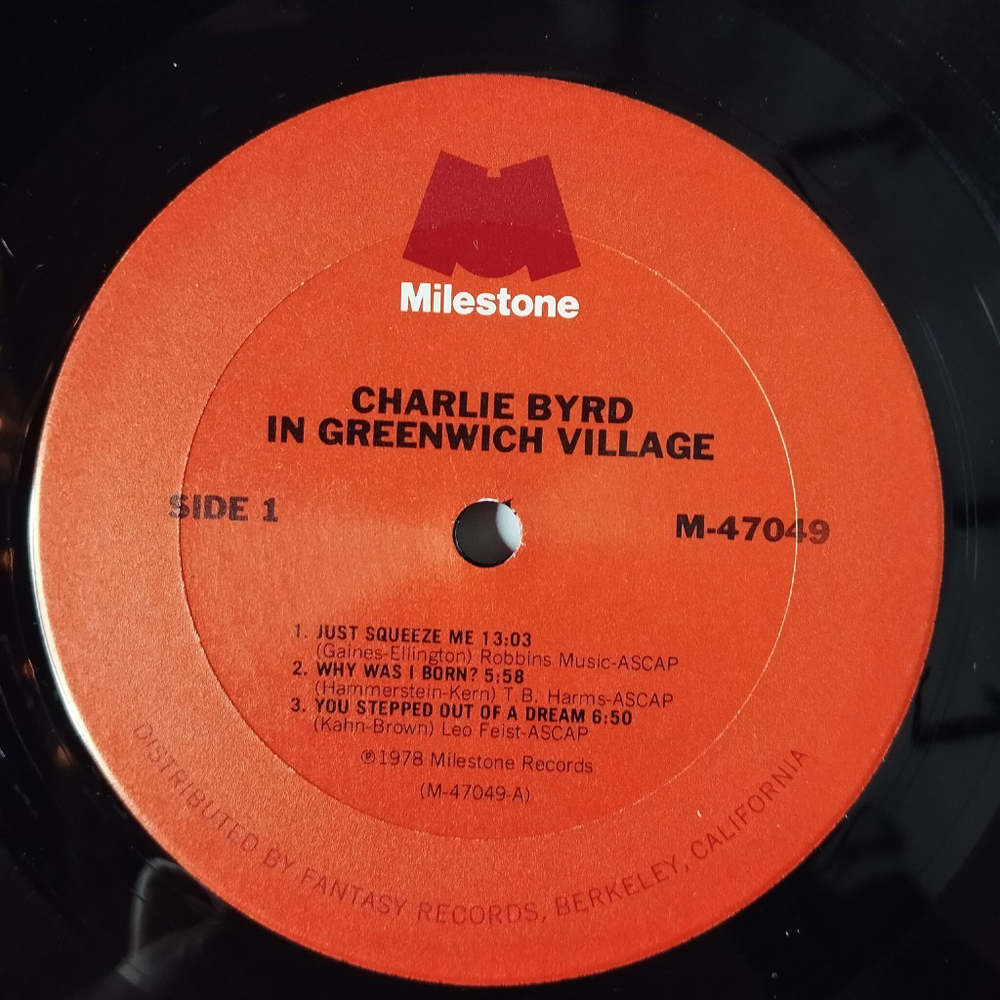 Milestone
CHARLIE BYRD
IN GREENWICH VILLAGE
SIDE 1
M-47049
1. JUST SQUEEZE ME 13:03
(Gaines-Ellington) Robbins Music-ASCAP
2. WHY WAS I BORN? 5:58
(Hammerstein-Kern) T.B. Harms-ASCAP
3. YOU STEPPED OUT OF A DREAM 6:50
(Kahn-Brown) Leo Feist-ASCAP
℗1978 Milestone Records
(M-47049-A)
DISTRIBUTED BY FANTASY RECORDS, BERKELEY, CALIFORNIA